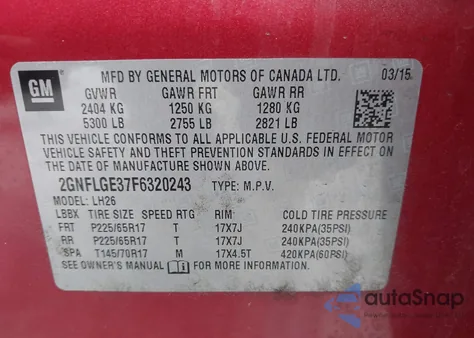 GM
MFD BY GENERAL MOTORS OF CANADA LTD. 03/15
GVWR GAWR FRT GAWR RR
2404 KG 1250 KG 1280 KG
5300 LB 2755 LB 2821 LB
THIS VEHICLE CONFORMS TO ALL APPLICABLE U.S. FEDERAL MOTOR
VEHICLE SAFETY AND THEFT PREVENTION STANDARDS IN EFFECT ON
THE DATE OF MANUFACTURE SHOWN ABOVE.
2GNFLGE37F6320243 TYPE: M.P.V.
MODEL: LH26
LBBX TIRE SIZE SPEED RTG RIM COLD TIRE PRESSURE
FRT P225/65R17 T 17X7J 240KPA(35PSI)
RR P225/65R17 T 17X7J 240KPA(35PSI)
SPA T145/70R17 M 17X4.5T 420KPA(60PSI)
SEE OWNER'S MANUAL FOR MORE INFORMATION.
autoSnap